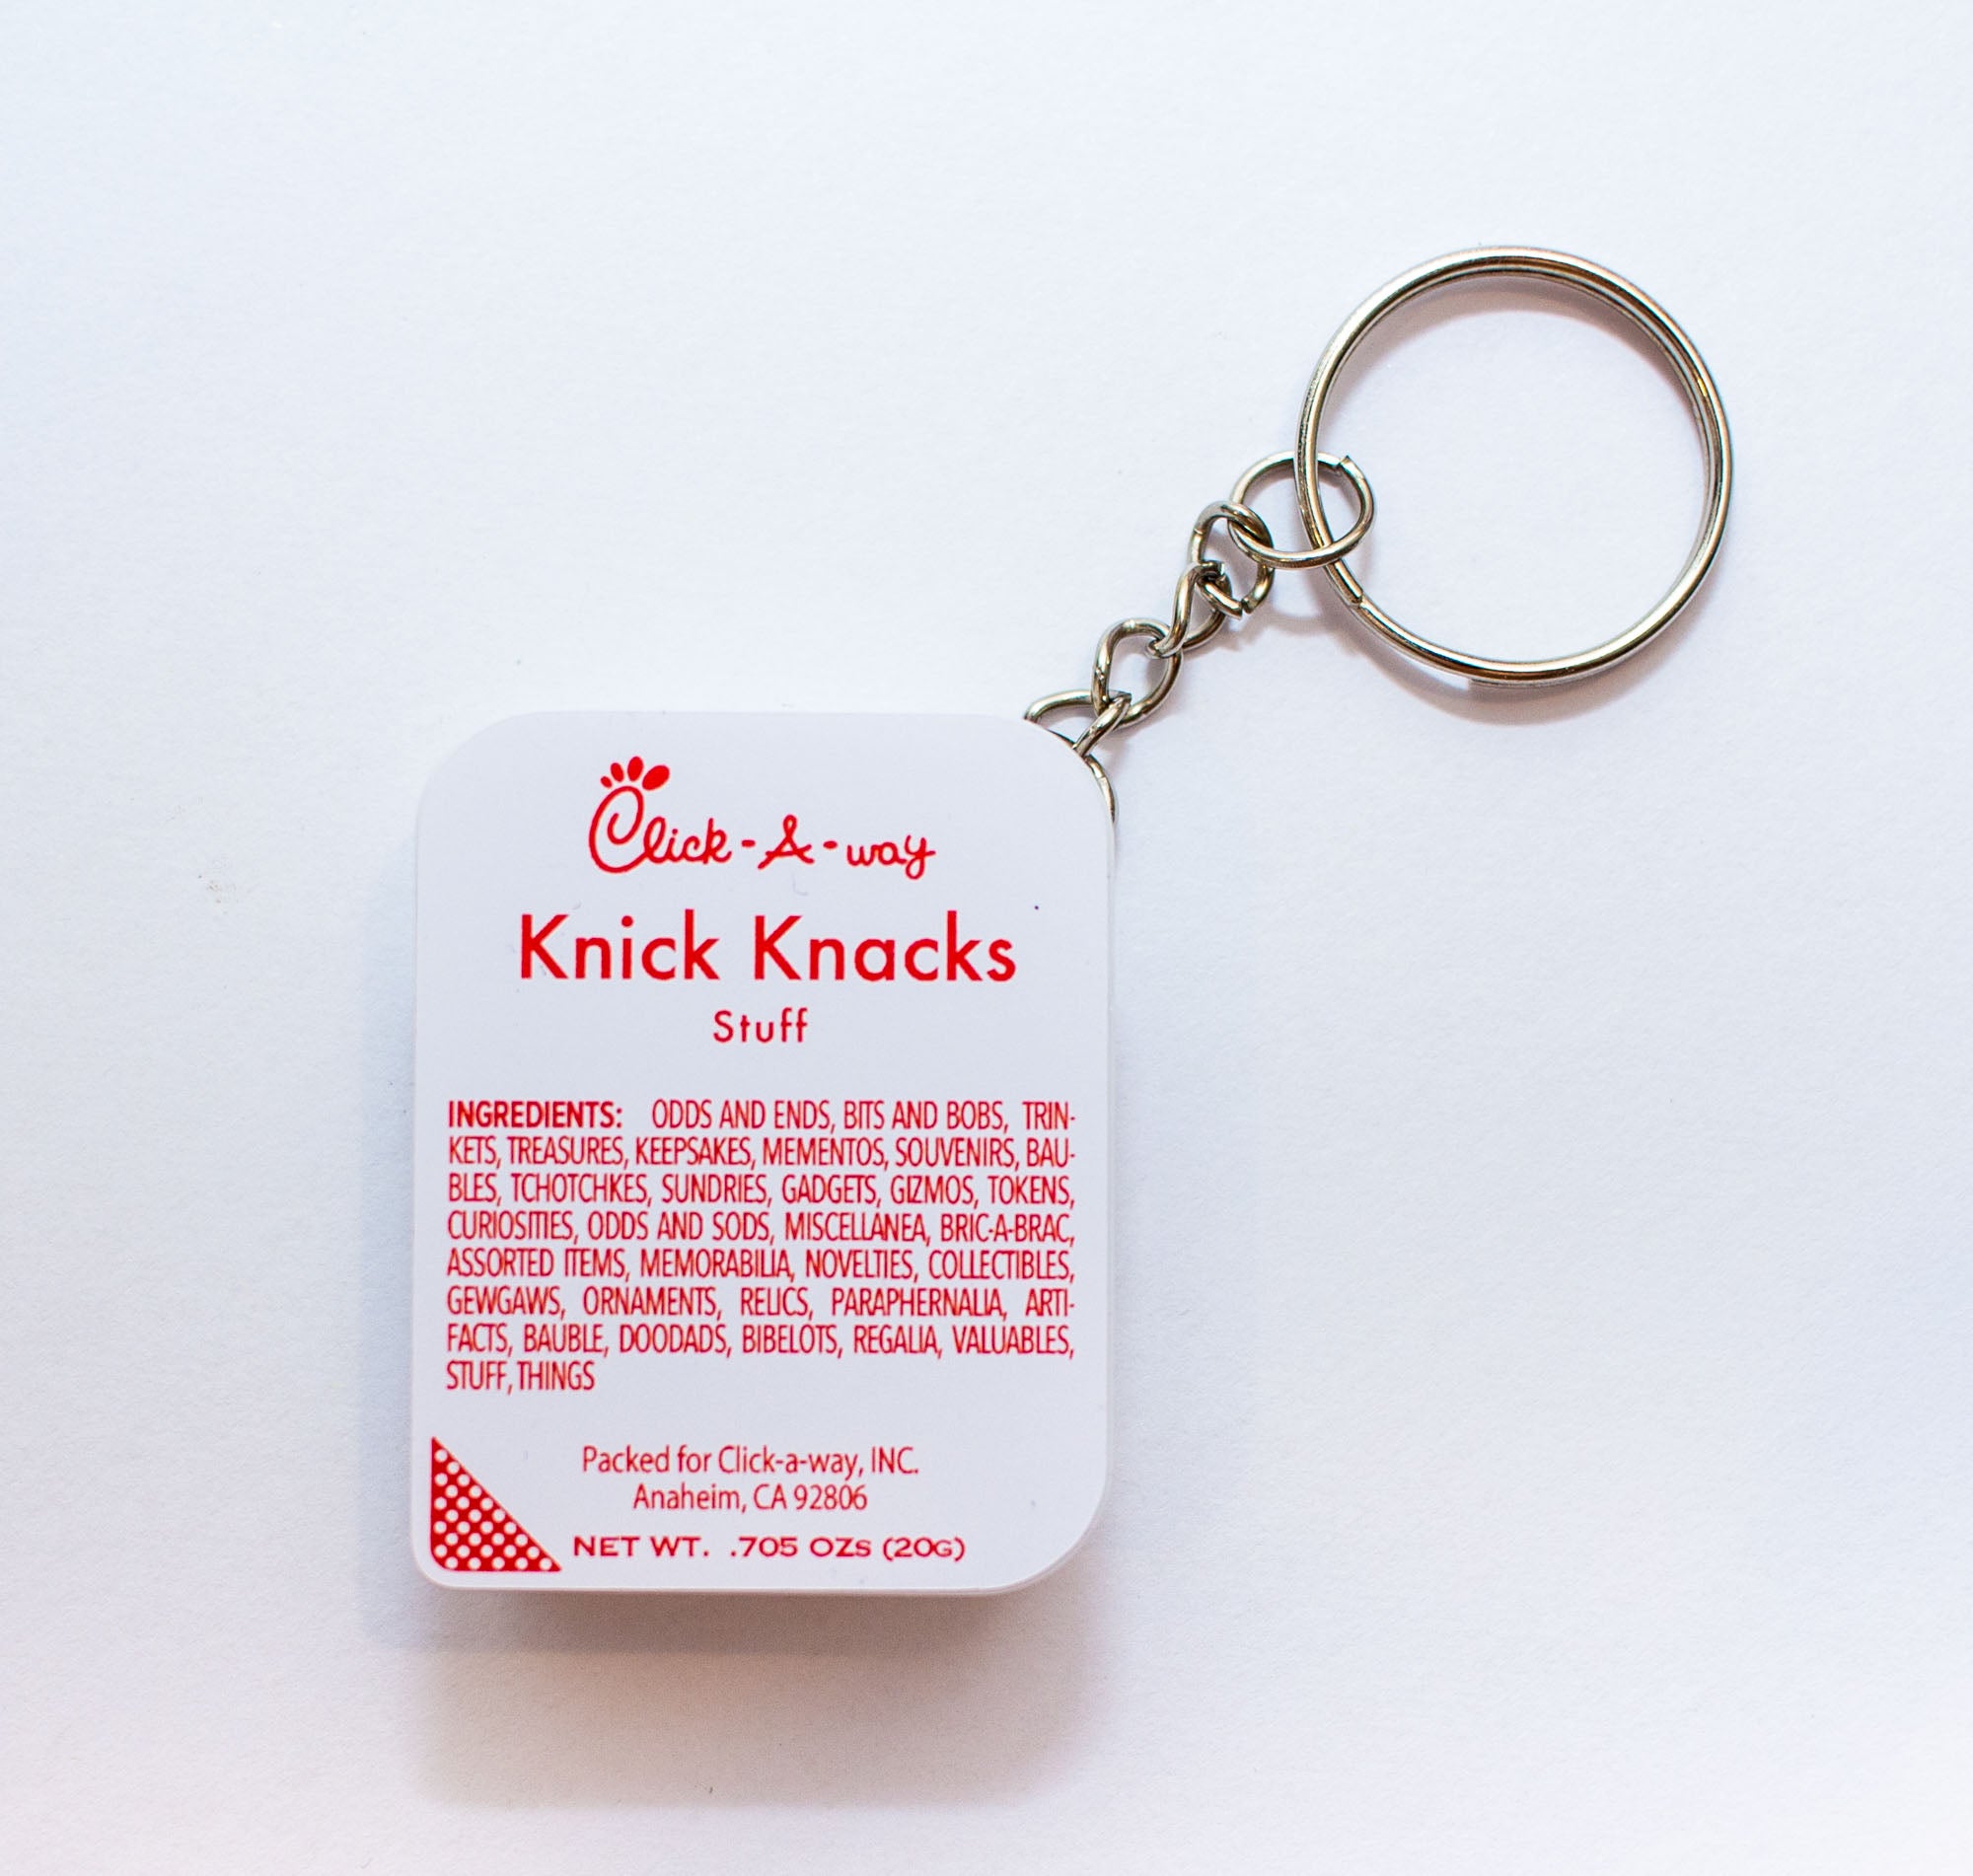 Click-A-way
Knick Knacks
Stuff
INGREDIENTS: ODDS AND ENDS, BITS AND BOBS, TRIN-
KETS, TREASURES, KEEPSAKES, MEMENTOS, SOUVENIRS, BAU-
BLES, TCHOTCHKES, SUNDRIES, GADGETS, GIZMOS, TOKENS,
CURIOSITIES, ODDS AND SODS, MISCELLANEA, BRIC-A-BRAC,
ASSORTED ITEMS, MEMORABILIA, NOVELTIES, COLLECTIBLES,
GEWGAWS, ORNAMENTS, RELICS, PARAPHERNALIA, ARTI-
FACTS, BAUBLE, DOODADS, BIBELOTS, REGALIA, VALUABLES,
STUFF, THINGS
Packed for Click-a-way, INC.
Anaheim, CA 92806
NET WT. .705 OZs (20G)